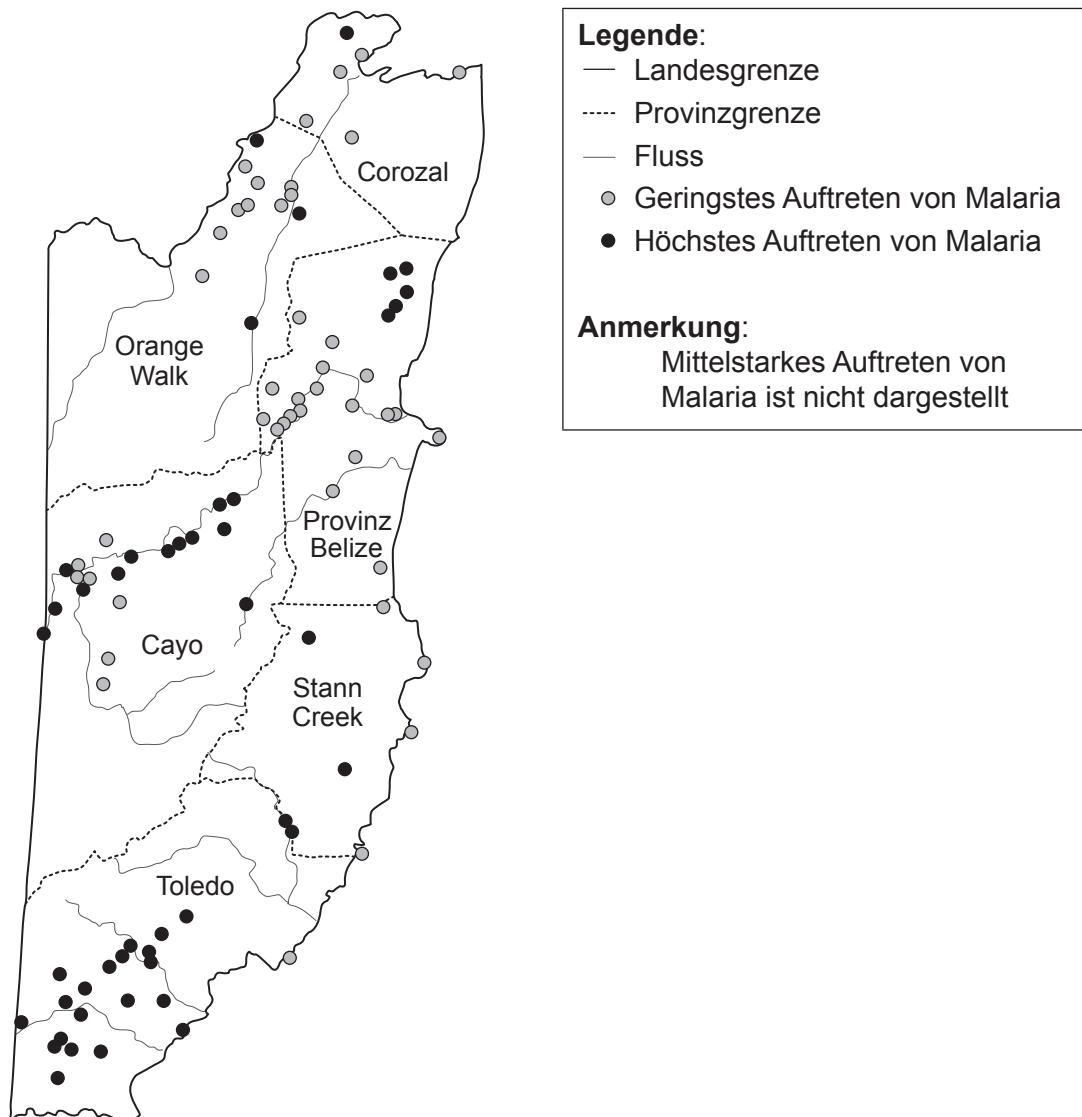 Legende:
Landesgrenze
Provinzgrenze
Fluss
Geringstes Auftreten von Malaria
Höchstes Auftreten von Malaria
Anmerkung:
Mittelstarkes Auftreten von
Malaria ist nicht dargestellt
Corozal
Orange
Walk
Provinz
Belize
Cayo
Stann
Creek
Toledo